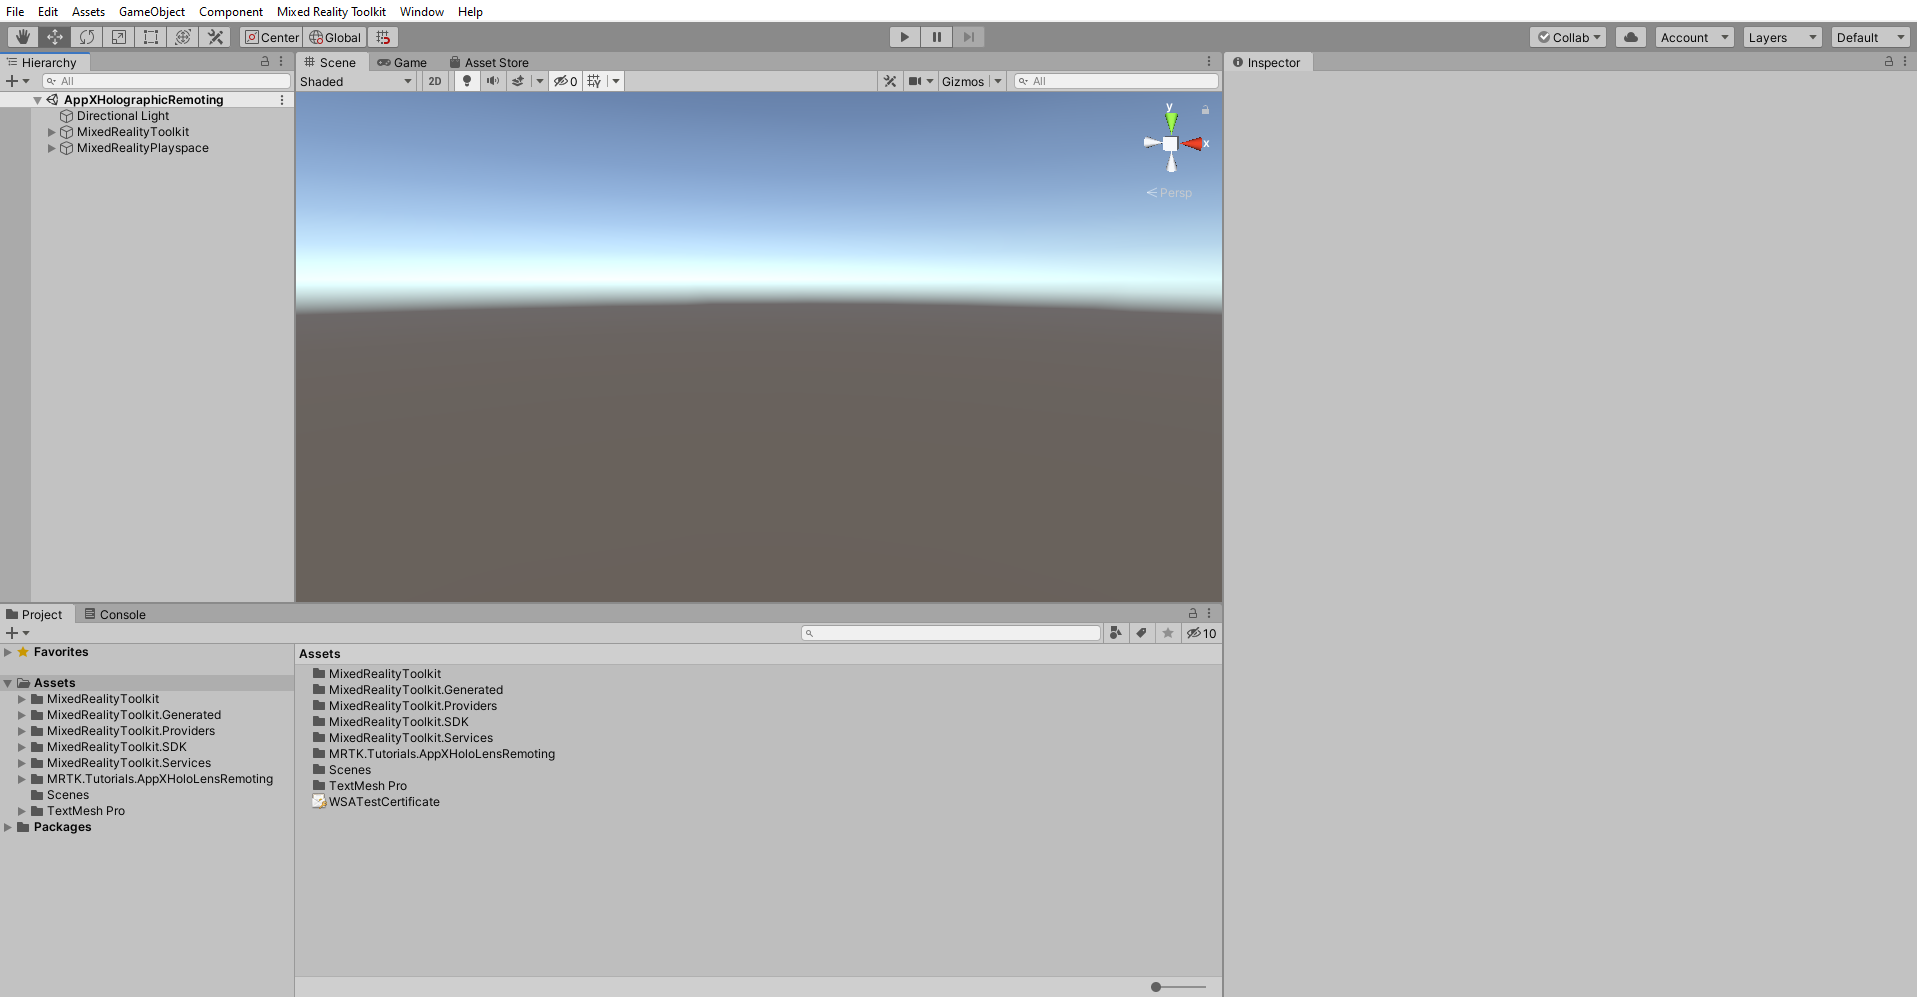 File Edit Assets GameObject Component Mixed Reality Toolkit Window Help
Center Global Collab Account Layers Default
Hierarchy
All
AppXHolographicRemoting
Directional Light
MixedRealityToolkit
MixedRealityPlayspace
Scene Game Asset Store
Shaded 2D 0 Gizmos All
y
x
Persp
Inspector
Project Console
10
Favorites
Assets
MixedRealityToolkit
MixedRealityToolkit.Generated
MixedRealityToolkit.Providers
MixedRealityToolkit.SDK
MixedRealityToolkit.Services
MRTK.Tutorials.AppXHoloLensRemoting
Scenes
TextMesh Pro
Packages
Assets
MixedRealityToolkit
MixedRealityToolkit.Generated
MixedRealityToolkit.Providers
MixedRealityToolkit.SDK
MixedRealityToolkit.Services
MRTK.Tutorials.AppXHoloLensRemoting
Scenes
TextMesh Pro
WSATestCertificate